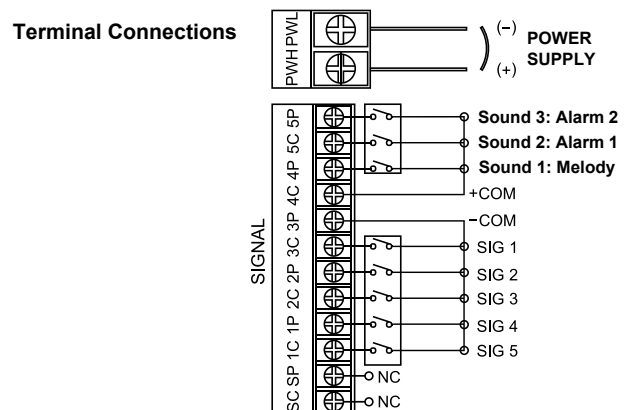 Terminal Connections
PWH PWL
(−) POWER
SUPPLY
(+)
SIGNAL
SC SP 1C 1P 2C 2P 3C 3P 4C 4P 5C 5P
Sound 3: Alarm 2
Sound 2: Alarm 1
Sound 1: Melody
+COM
−COM
SIG 1
SIG 2
SIG 3
SIG 4
SIG 5
NC
NC